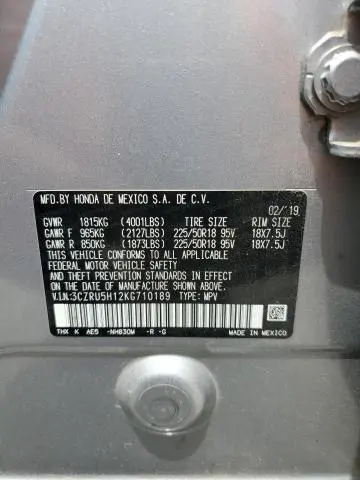 MFD.BY HONDA DE MEXICO S.A. DE C.V.
02/'19
GVWR 1815KG (4001LBS) TIRE SIZE RIM SIZE
GAWR F 965KG (2127LBS) 225/50R18 95V 18X7.5J
GAWR R 850KG (1873LBS) 225/50R18 95V 18X7.5J
THIS VEHICLE CONFORMS TO ALL APPLICABLE
FEDERAL MOTOR VEHICLE SAFETY, BUMPER, AND
THEFT PREVENTION STANDARDS IN EFFECT ON THE
DATE OF MANUFACTURE SHOWN ABOVE.
V.I.N:3CZRU5H12KG710189 TYPE: MPV
THX K AE5 -NH830M -R -G MADE IN MEXICO